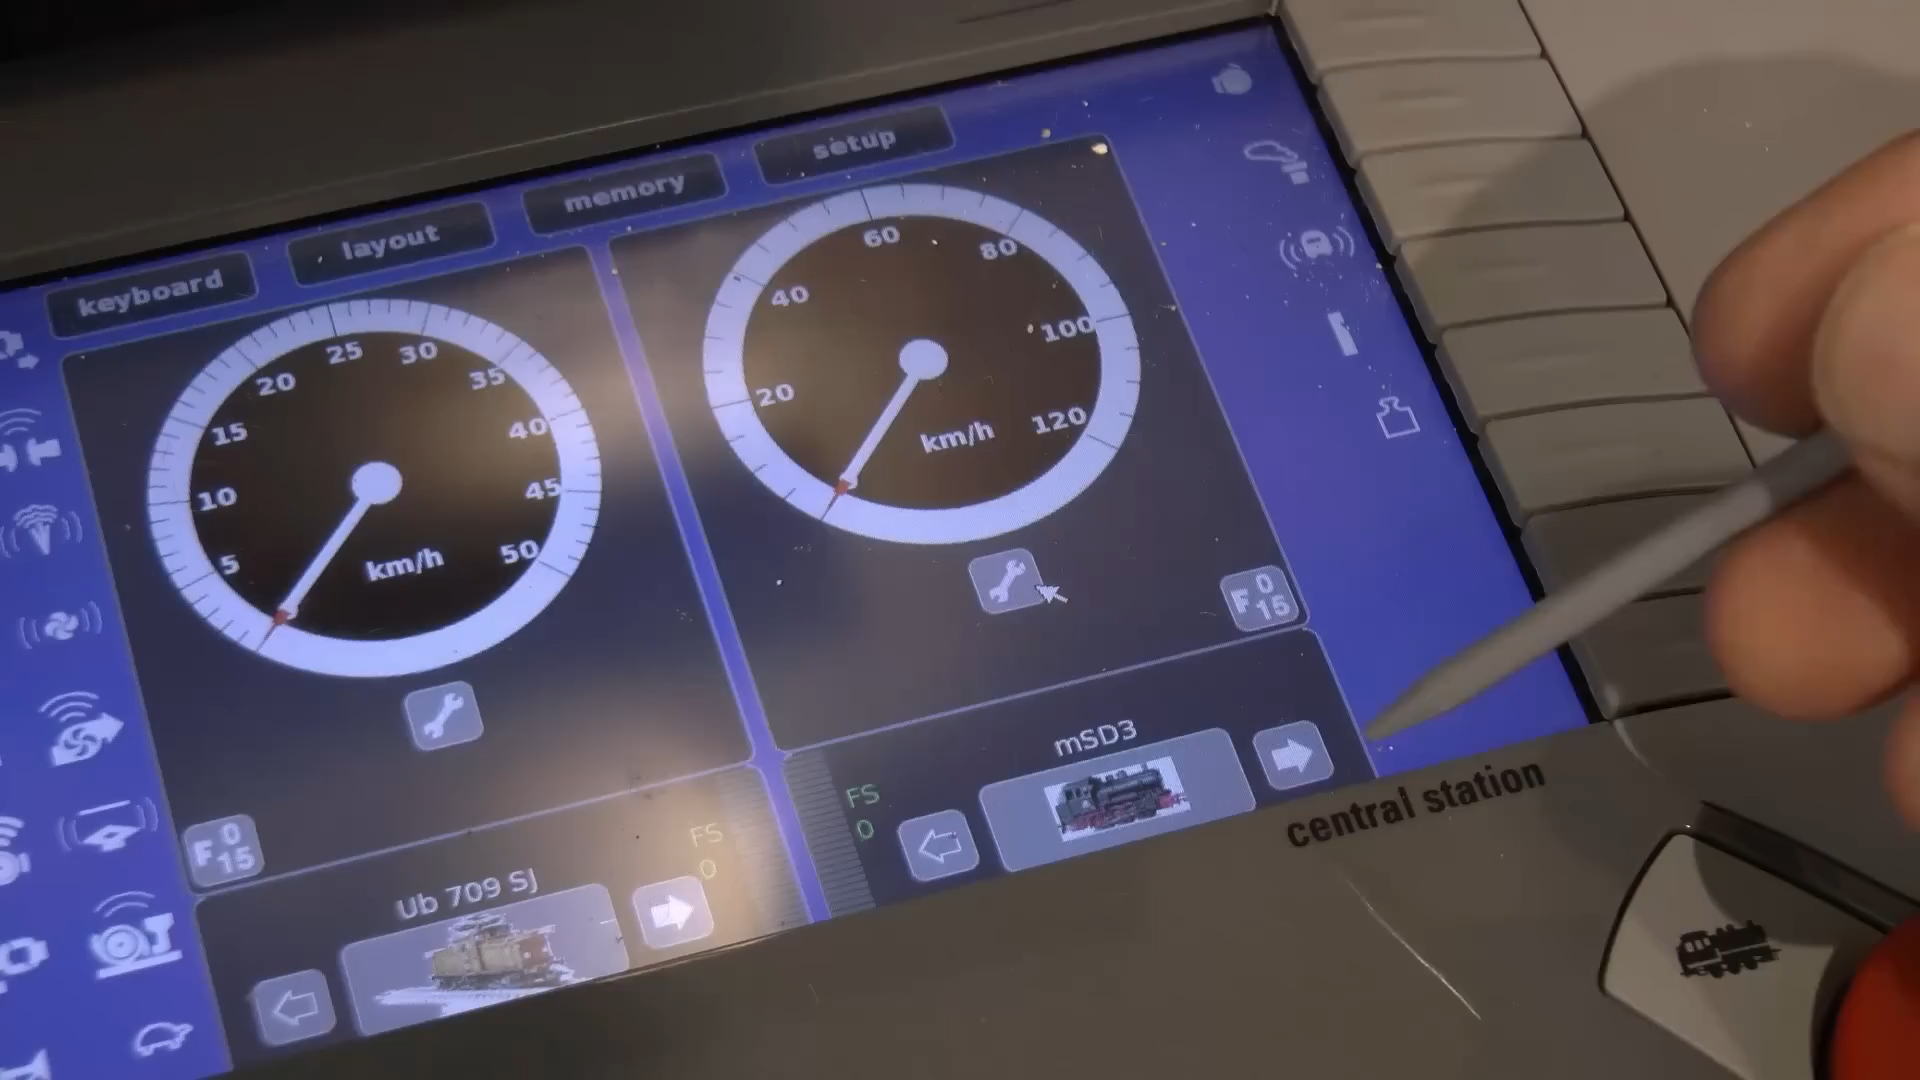 keyboard
layout
memory
setup
5
10
15
20
25
30
35
40
45
50
km/h
20
40
60
80
100
120
km/h
F 0 15
F 0 15
Ub 709 SJ
FS
0
FS
0
mSD3
central station